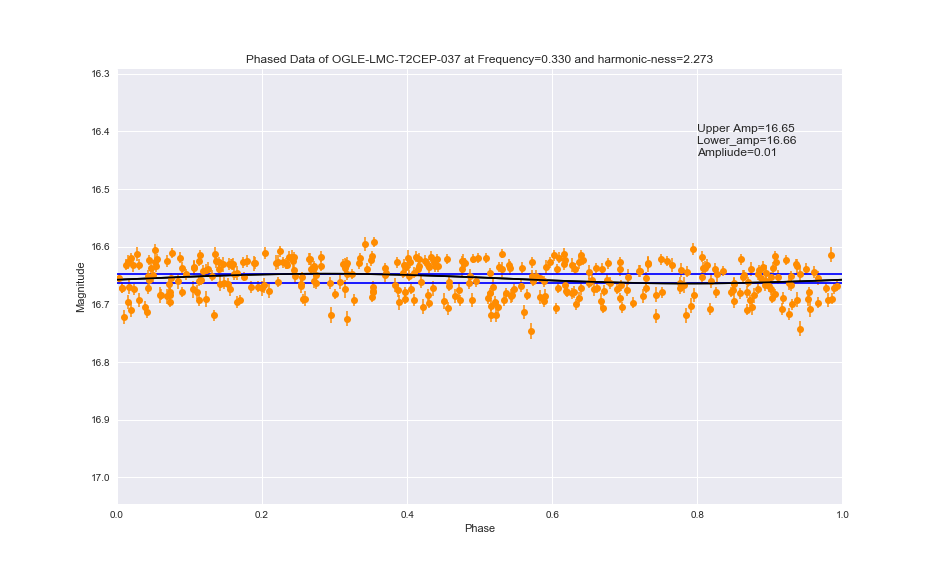 Phased Data of OGLE-LMC-T2CEP-037 at Frequency=0.330 and harmonic-ness=2.273
16.3
16.4
16.5
16.6
16.7
16.8
16.9
17.0
Magnitude
Upper Amp=16.65
Lower_amp=16.66
Ampliude=0.01
0.0
0.2
0.4
0.6
0.8
1.0
Phase